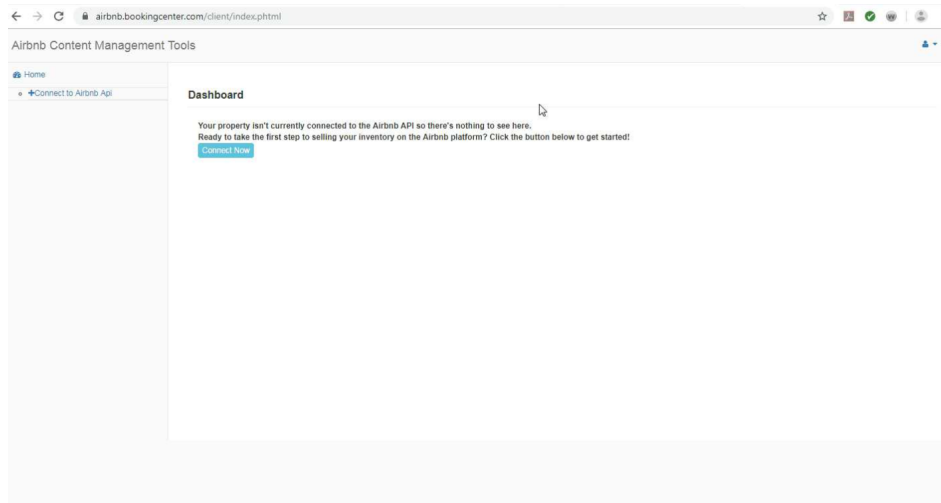 airbnb.bookingcenter.com/client/index.phtml
Airbnb Content Management Tools
Home
Connect to Airbnb Api
Dashboard
Your property isn't currently connected to the Airbnb API so there's nothing to see here.
Ready to take the first step to selling your inventory on the Airbnb platform? Click the button below to get started!
Connect Now